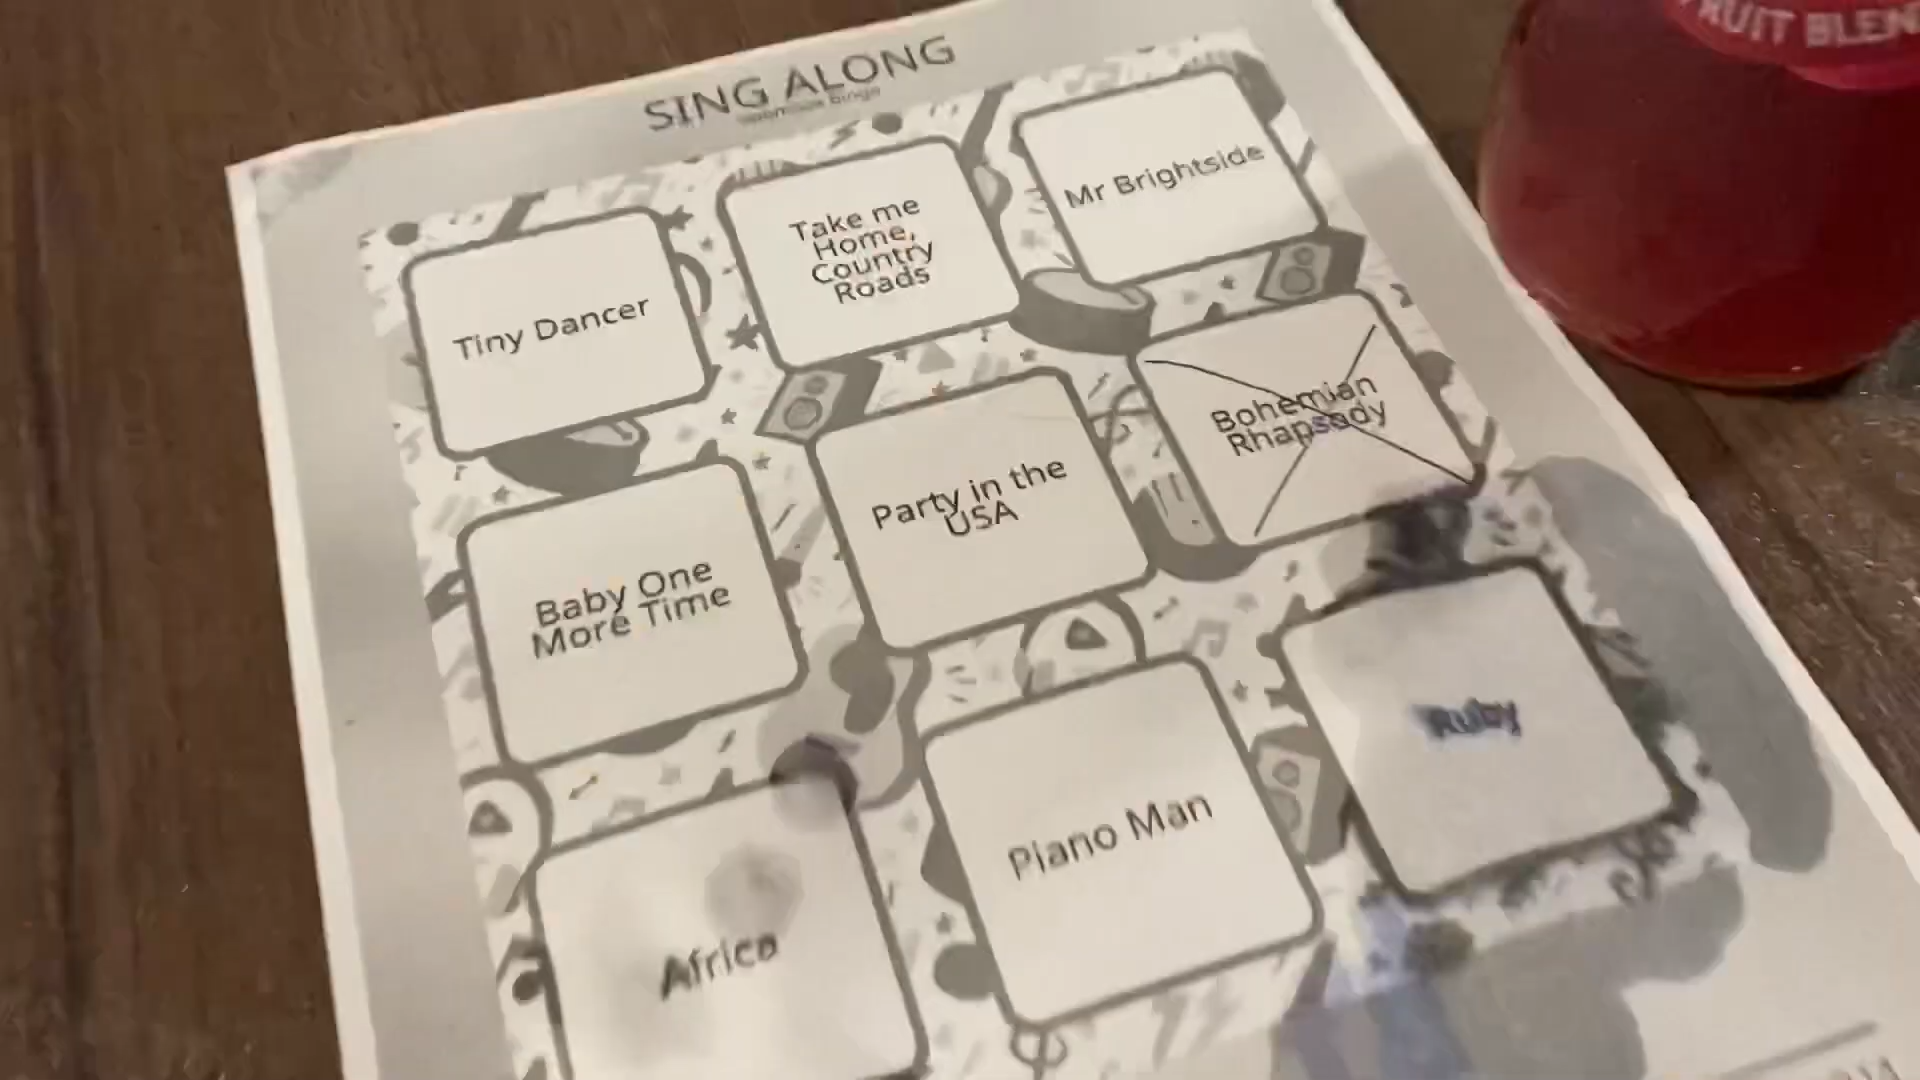 SING ALONG
FRUIT BLEN
Tiny Dancer
Take me
Home,
Country
Roads
Mr Brightside
Baby One
More Time
Party in the
USA
Bohemian
Rhapsody
Africa
Piano Man
Ruby